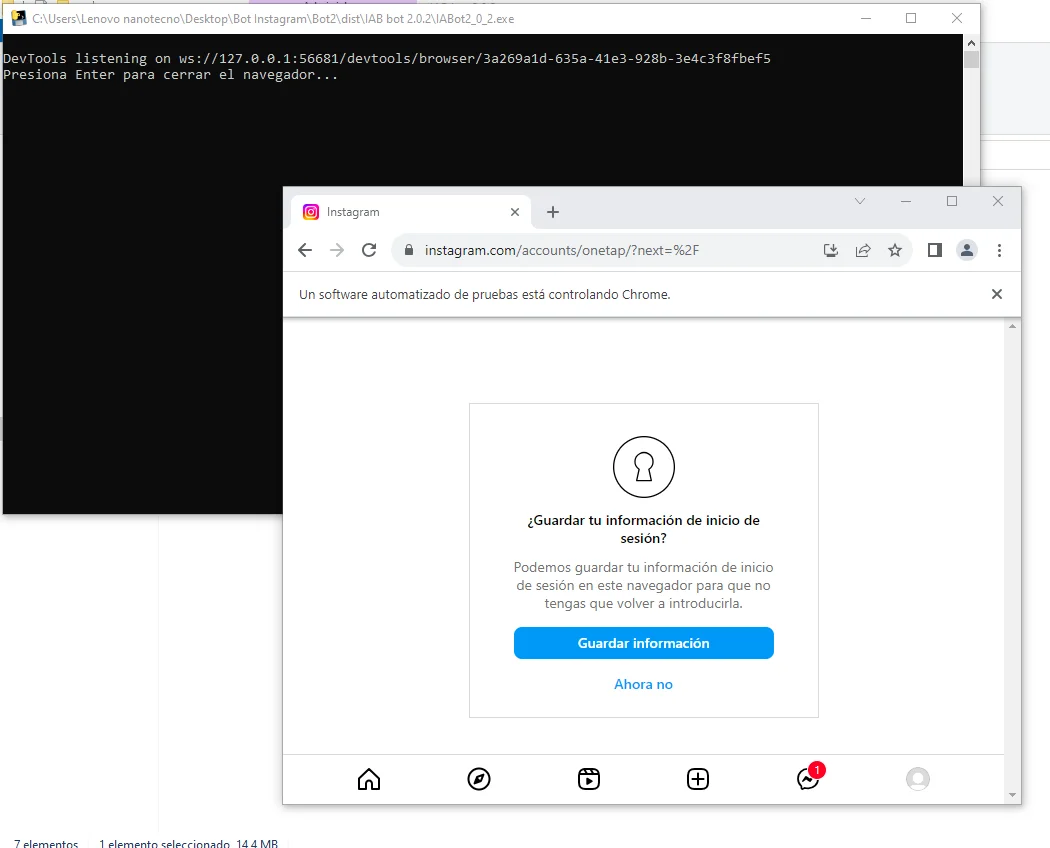 C:\Users\Lenovo nanotecno\Desktop\Bot Instagram\Bot2\dist\IAB bot 2.0.2\IABot2_0_2.exe
DevTools listening on ws://127.0.0.1:56681/devtools/browser/3a269a1d-635a-41e3-928b-3e4c3f8fbef5
Presiona Enter para cerrar el navegador...
Instagram
instagram.com/accounts/onetap/?next=%2F
Un software automatizado de pruebas está controlando Chrome.
¿Guardar tu información de inicio de
sesión?
Podemos guardar tu información de inicio
de sesión en este navegador para que no
tengas que volver a introducirla.
Guardar información
Ahora no
1
7 elementos 1 elemento seleccionado 14,4 MB